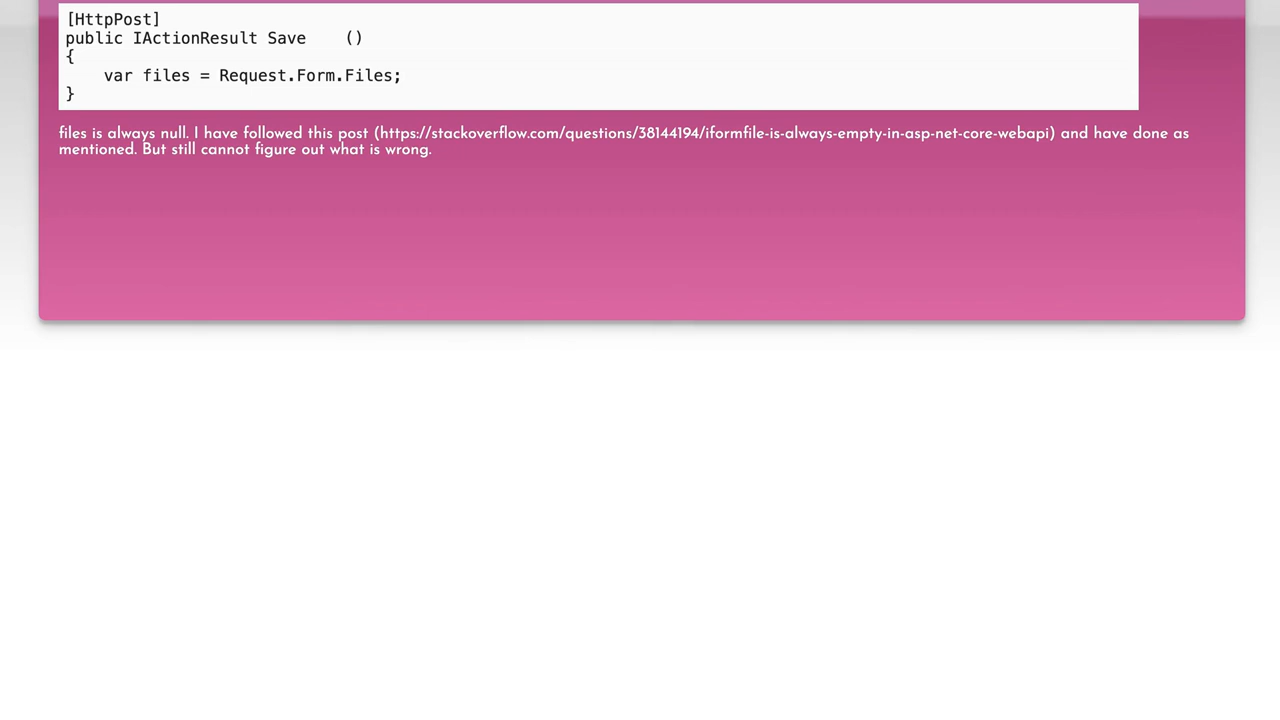 [HttpPost]
public IActionResult Save    ()
{
    var files = Request.Form.Files;
}
files is always null. I have followed this post (https://stackoverflow.com/questions/38144194/iformfile-is-always-empty-in-asp-net-core-webapi) and have done as
mentioned. But still cannot figure out what is wrong.